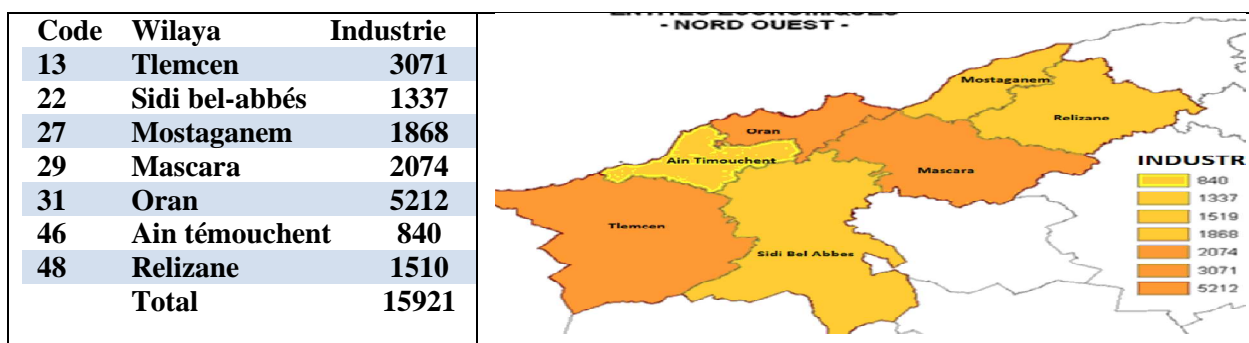 Code Wilaya Industrie
13 Tlemcen 3071
22 Sidi bel-abbés 1337
27 Mostaganem 1868
29 Mascara 2074
31 Oran 5212
46 Ain témouchent 840
48 Relizane 1510
Total 15921
- NORD OUEST -
Mostaganem
Relizane
Oran
Ain Timouchent
Mascara
Tlemcen
Sidi Bel Abbes
INDUSTR
840
1337
1519
1868
2074
3071
5212